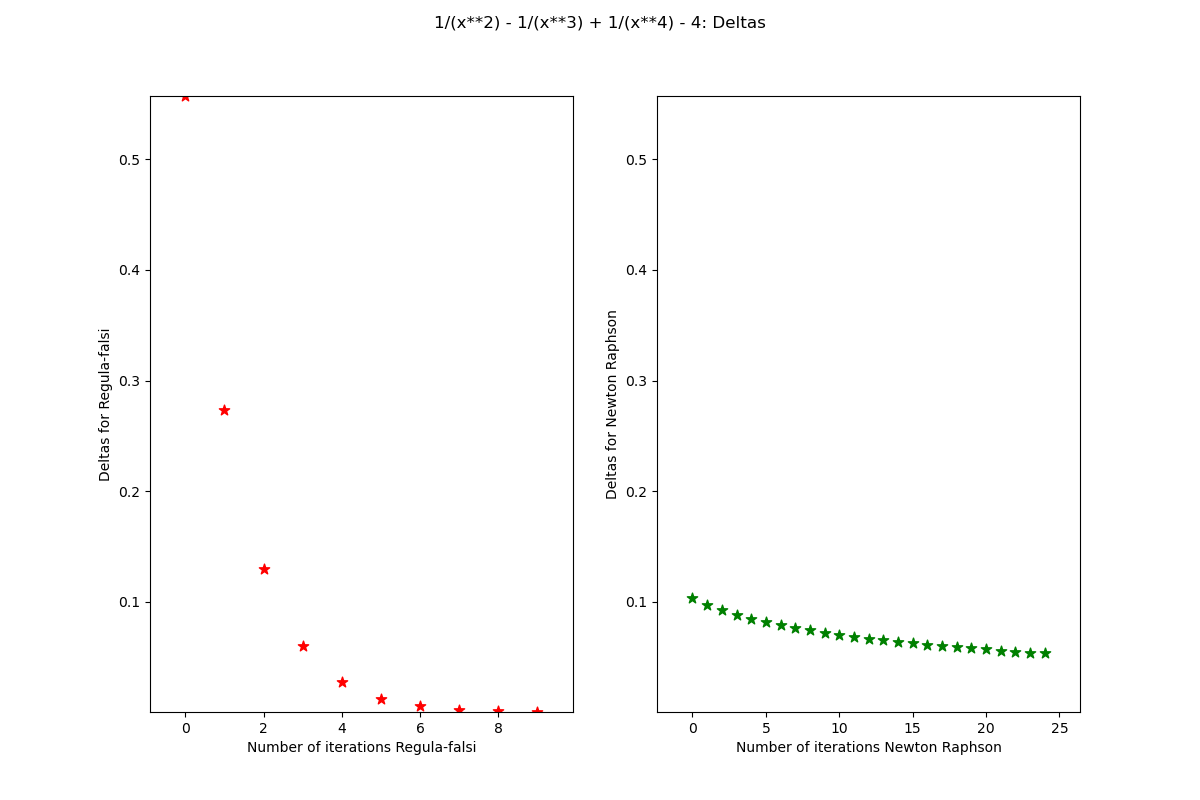 1/(x**2) - 1/(x**3) + 1/(x**4) - 4: Deltas
Deltas for Regula-falsi
0.5
0.4
0.3
0.2
0.1
0 2 4 6 8
Number of iterations Regula-falsi
Deltas for Newton Raphson
0.5
0.4
0.3
0.2
0.1
0 5 10 15 20 25
Number of iterations Newton Raphson